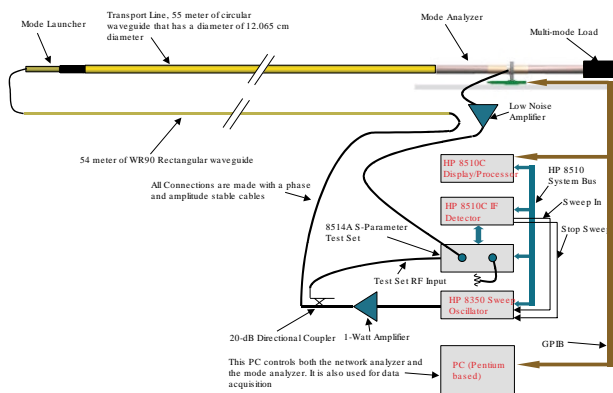 Mode Launcher
Transport Line, 55 meter of circular
waveguide that has a diameter of 12.065 cm
diameter
Mode Analyzer
Multi-mode Load
Low Noise
Amplifier
54 meter of WR90 Rectangular waveguide
All Connections are made with a phase
and amplitude stable cables
HP 8510C
Display/Processor
HP 8510
System Bus
Sweep In
HP 8510C IF
Detector
Stop Sweep
8514A S-Parameter
Test Set
Test Set RF Input
HP 8350 Sweep
Oscillator
20-dB Directional Coupler
1-Watt Amplifier
GPIB
This PC controls both the network analyzer and
the mode analyzer. It is also used for data
acquisition
PC (Pentium
based)